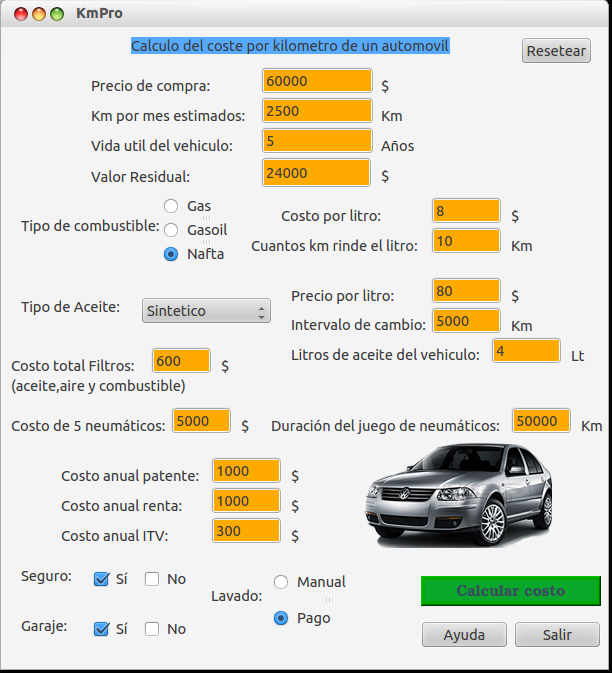 KmPro
Calculo del coste por kilometro de un automovil
Resetear
Precio de compra: 60000 $
Km por mes estimados: 2500 Km
Vida util del vehiculo: 5 Años
Valor Residual: 24000 $
Tipo de combustible:
Gas
Gasoil
Nafta
Costo por litro: 8 $
Cuantos km rinde el litro: 10 Km
Tipo de Aceite: Sintetico
Precio por litro: 80 $
Intervalo de cambio: 5000 Km
Litros de aceite del vehiculo: 4 Lt
Costo total Filtros: 600 $
(aceite,aire y combustible)
Costo de 5 neumáticos: 5000 $ Duración del juego de neumáticos: 50000 Km
Costo anual patente: 1000 $
Costo anual renta: 1000 $
Costo anual ITV: 300 $
Seguro: Sí No
Garaje: Sí No
Lavado:
Manual
Pago
Calcular costo
Ayuda Salir